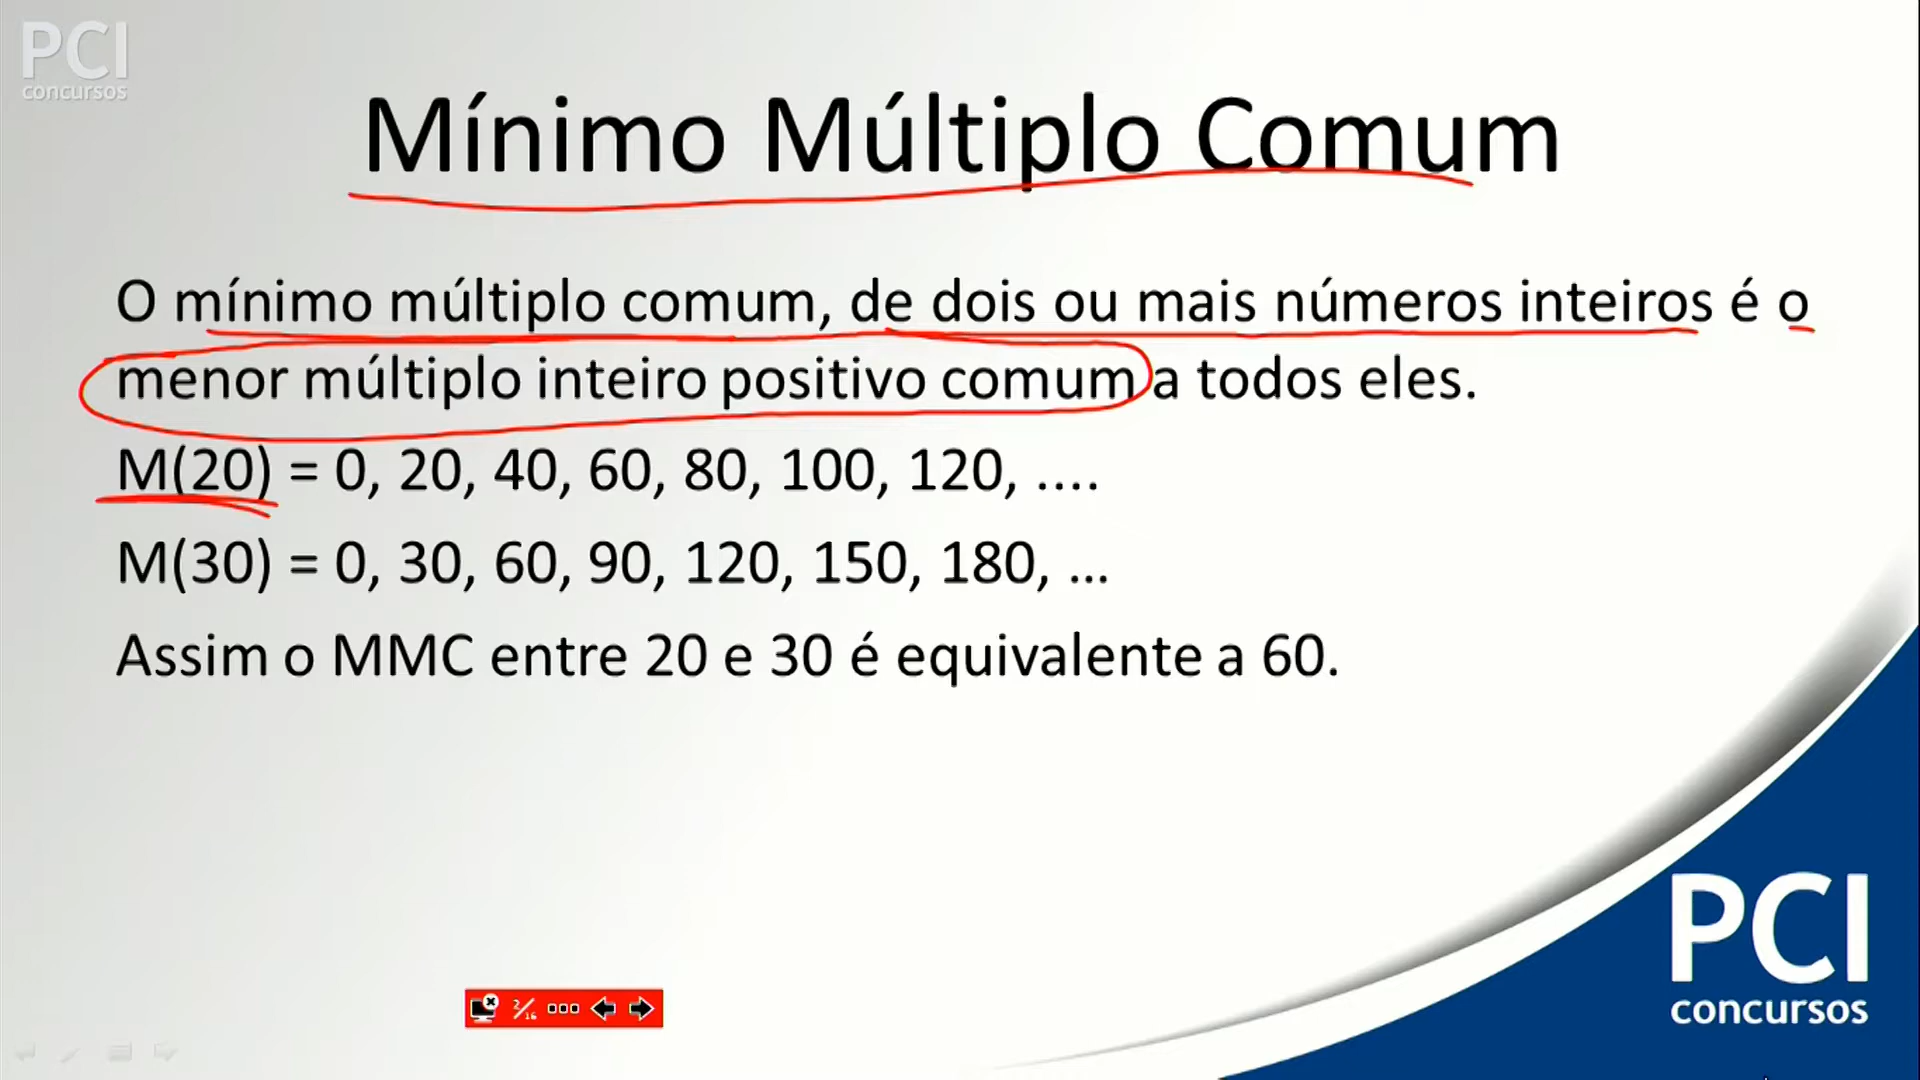 PCI
concursos
Mínimo Múltiplo Comum
O mínimo múltiplo comum, de dois ou mais números inteiros é o
menor múltiplo inteiro positivo comum a todos eles.
M(20) = 0, 20, 40, 60, 80, 100, 120, ....
M(30) = 0, 30, 60, 90, 120, 150, 180, ...
Assim o MMC entre 20 e 30 é equivalente a 60.
PCI
concursos
2/16